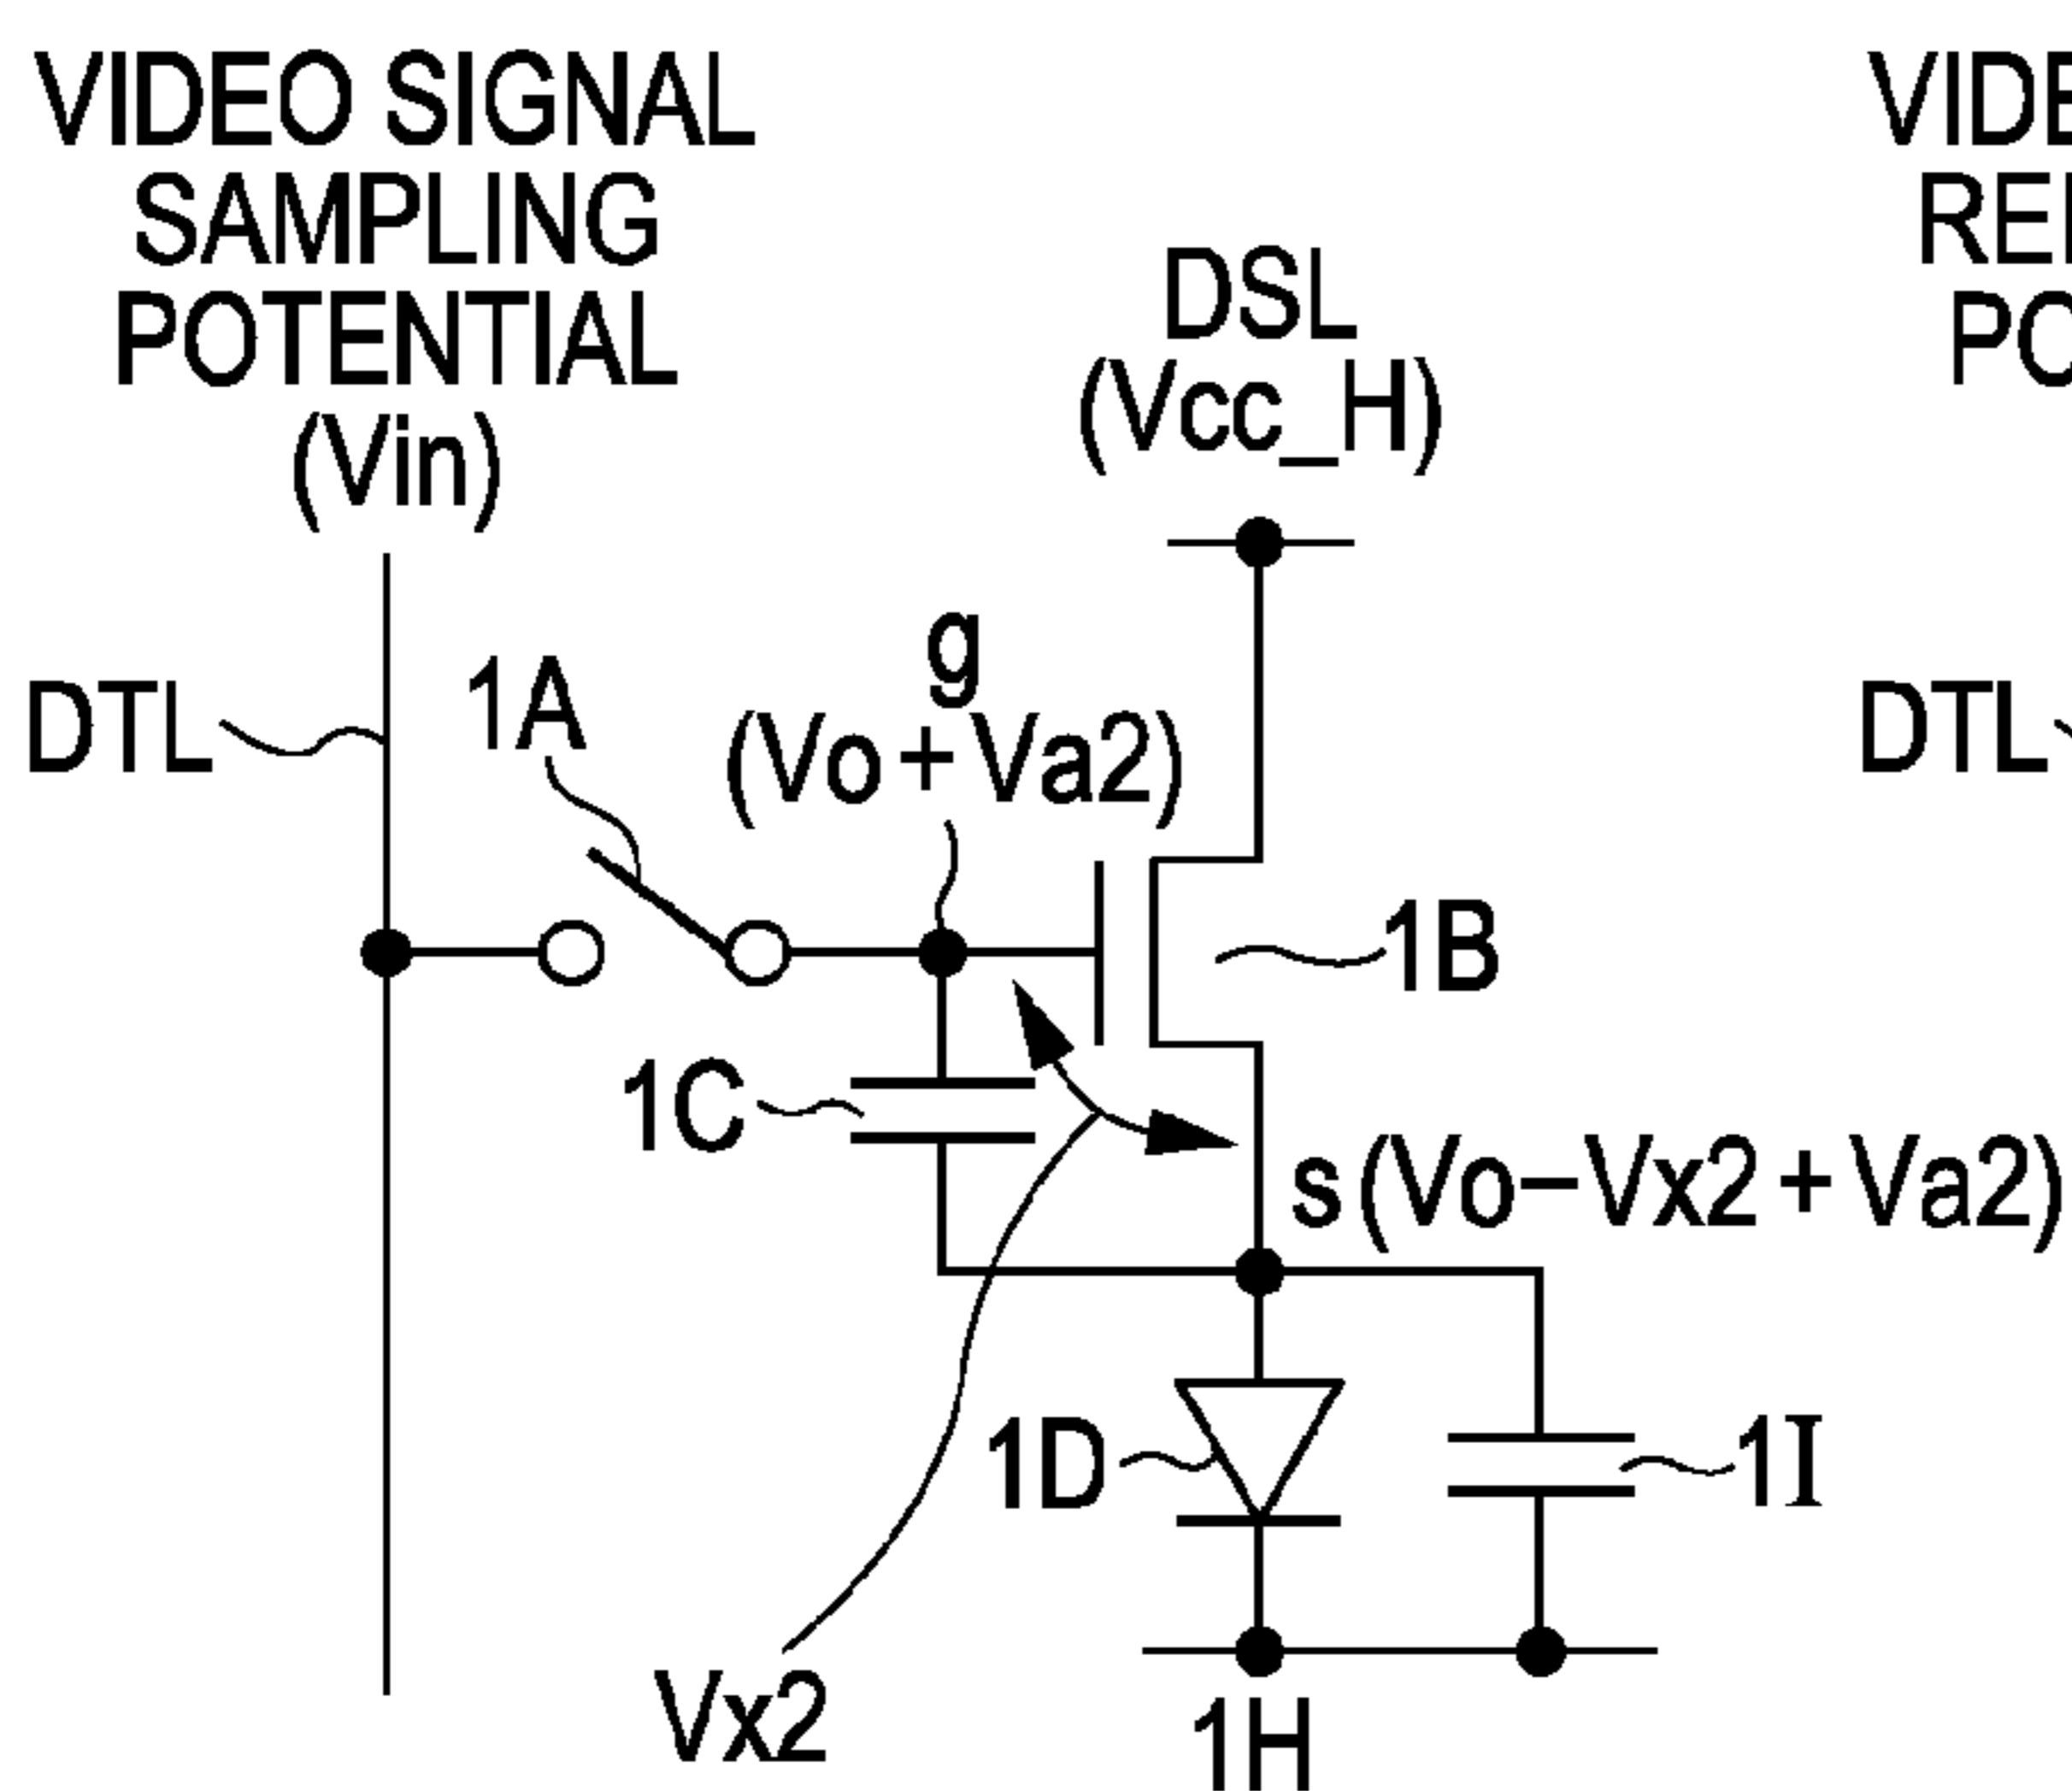 VIDEO SIGNAL
SAMPLING
POTENTIAL
(Vin)
DSL
(Vcc_H)
DTL
1A
g
(Vo+Va2)
1B
1C
s(Vo−Vx2+Va2)
1D
1I
Vx2
1H
DTL